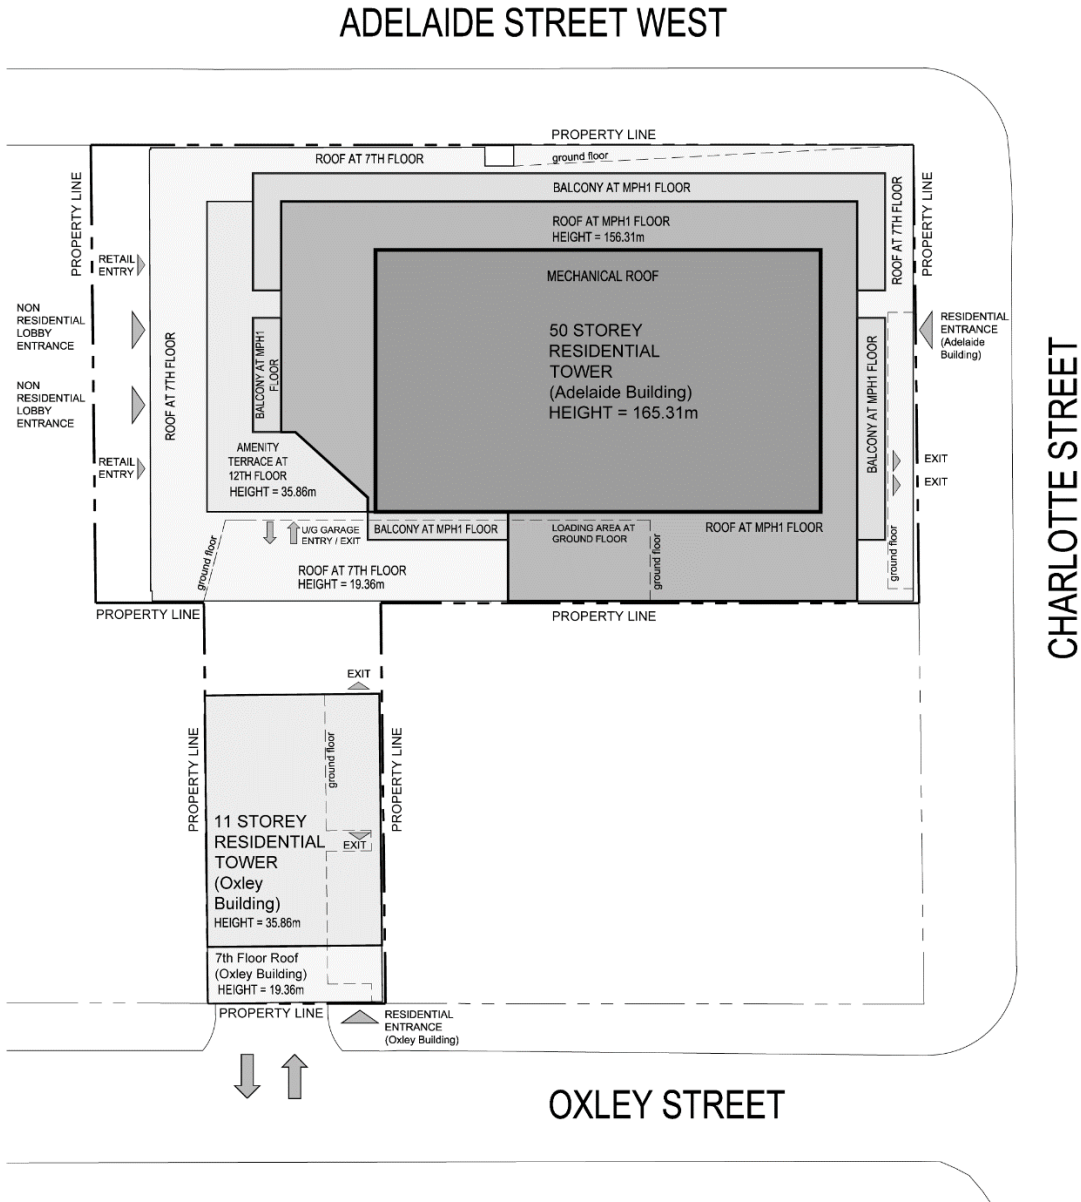 ADELAIDE STREET WEST
PROPERTY LINE
ROOF AT 7TH FLOOR
ground floor
BALCONY AT MPH1 FLOOR
PROPERTY LINE
ROOF AT 7TH FLOOR
PROPERTY LINE
ROOF AT MPH1 FLOOR
HEIGHT = 156.31m
RETAIL
ENTRY
MECHANICAL ROOF
NON
RESIDENTIAL
LOBBY
ENTRANCE
RESIDENTIAL
ENTRANCE
(Adelaide
Building)
50 STOREY
RESIDENTIAL
TOWER
(Adelaide Building)
HEIGHT = 165.31m
ROOF AT 7TH FLOOR
BALCONY AT MPH1
FLOOR
BALCONY AT MPH1 FLOOR
CHARLOTTE STREET
NON
RESIDENTIAL
LOBBY
ENTRANCE
RETAIL
ENTRY
AMENITY
TERRACE AT
12TH FLOOR
HEIGHT = 35.86m
EXIT
EXIT
U/G GARAGE
ENTRY / EXIT
BALCONY AT MPH1 FLOOR
LOADING AREA AT
GROUND FLOOR
ROOF AT MPH1 FLOOR
ground floor
ground floor
ground floor
ROOF AT 7TH FLOOR
HEIGHT = 19.36m
PROPERTY LINE
PROPERTY LINE
EXIT
PROPERTY LINE
ground floor
PROPERTY LINE
11 STOREY
RESIDENTIAL
TOWER
(Oxley
Building)
HEIGHT = 35.86m
EXIT
7th Floor Roof
(Oxley Building)
HEIGHT = 19.36m
PROPERTY LINE
RESIDENTIAL
ENTRANCE
(Oxley Building)
OXLEY STREET